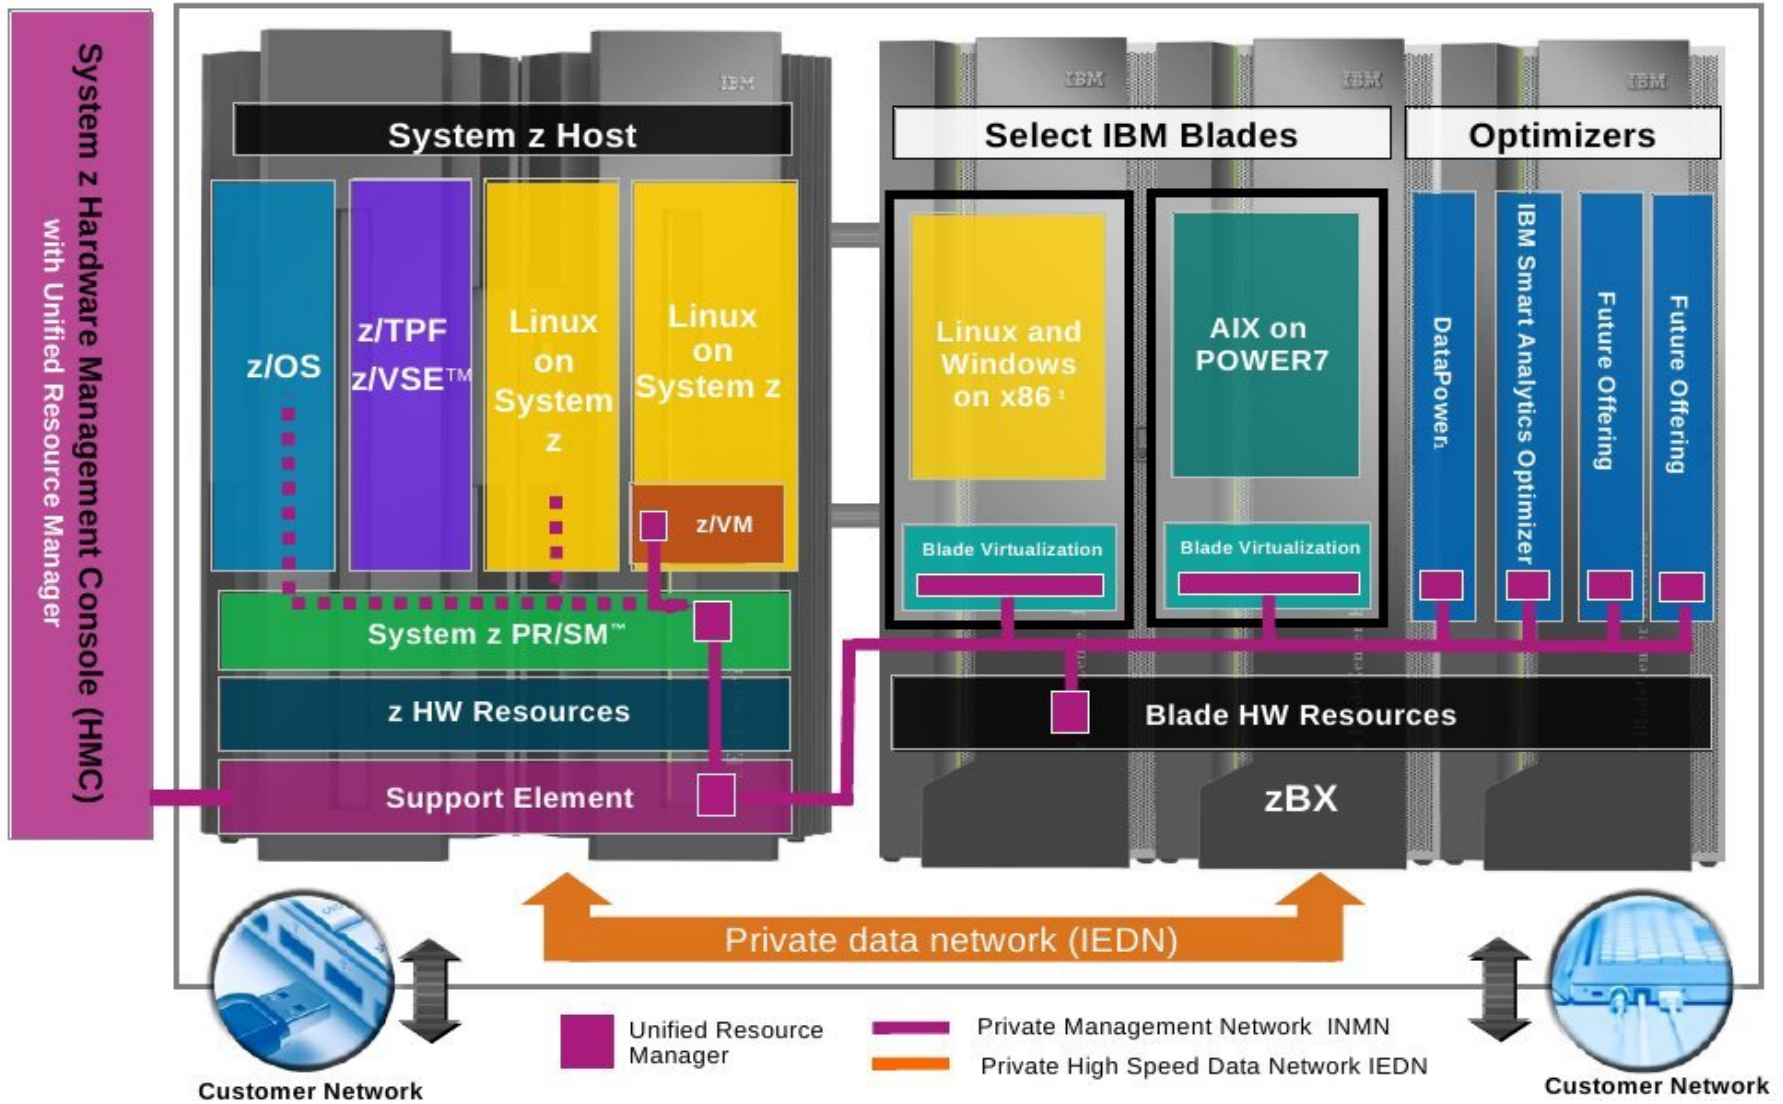 System z Hardware Management Console (HMC)
with Unified Resource Manager
IBM
System z Host
z/OS
z/TPF
z/VSE™
Linux
on
System
z
Linux
on
System z
z/VM
System z PR/SM™
z HW Resources
Support Element
IBM
IBM
IBM
Select IBM Blades
Optimizers
Linux and
Windows
on x86 1
AIX on
POWER7
Blade Virtualization
Blade Virtualization
DataPower1
IBM Smart Analytics Optimizer
Future Offering
Future Offering
Blade HW Resources
zBX
Private data network (IEDN)
Customer Network
Unified Resource
Manager
Private Management Network INMN
Private High Speed Data Network IEDN
Customer Network